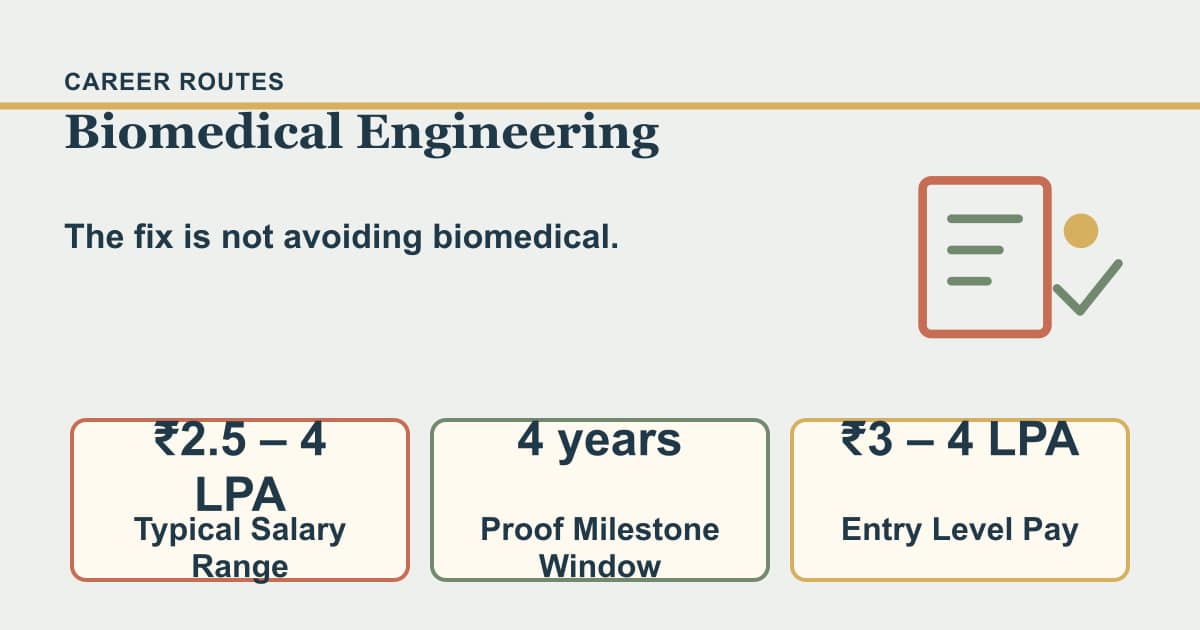 CAREER ROUTES
Biomedical Engineering
The fix is not avoiding biomedical.
₹2.5 – 4
LPA
Typical Salary
Range
4 years
Proof Milestone
Window
₹3 – 4 LPA
Entry Level Pay